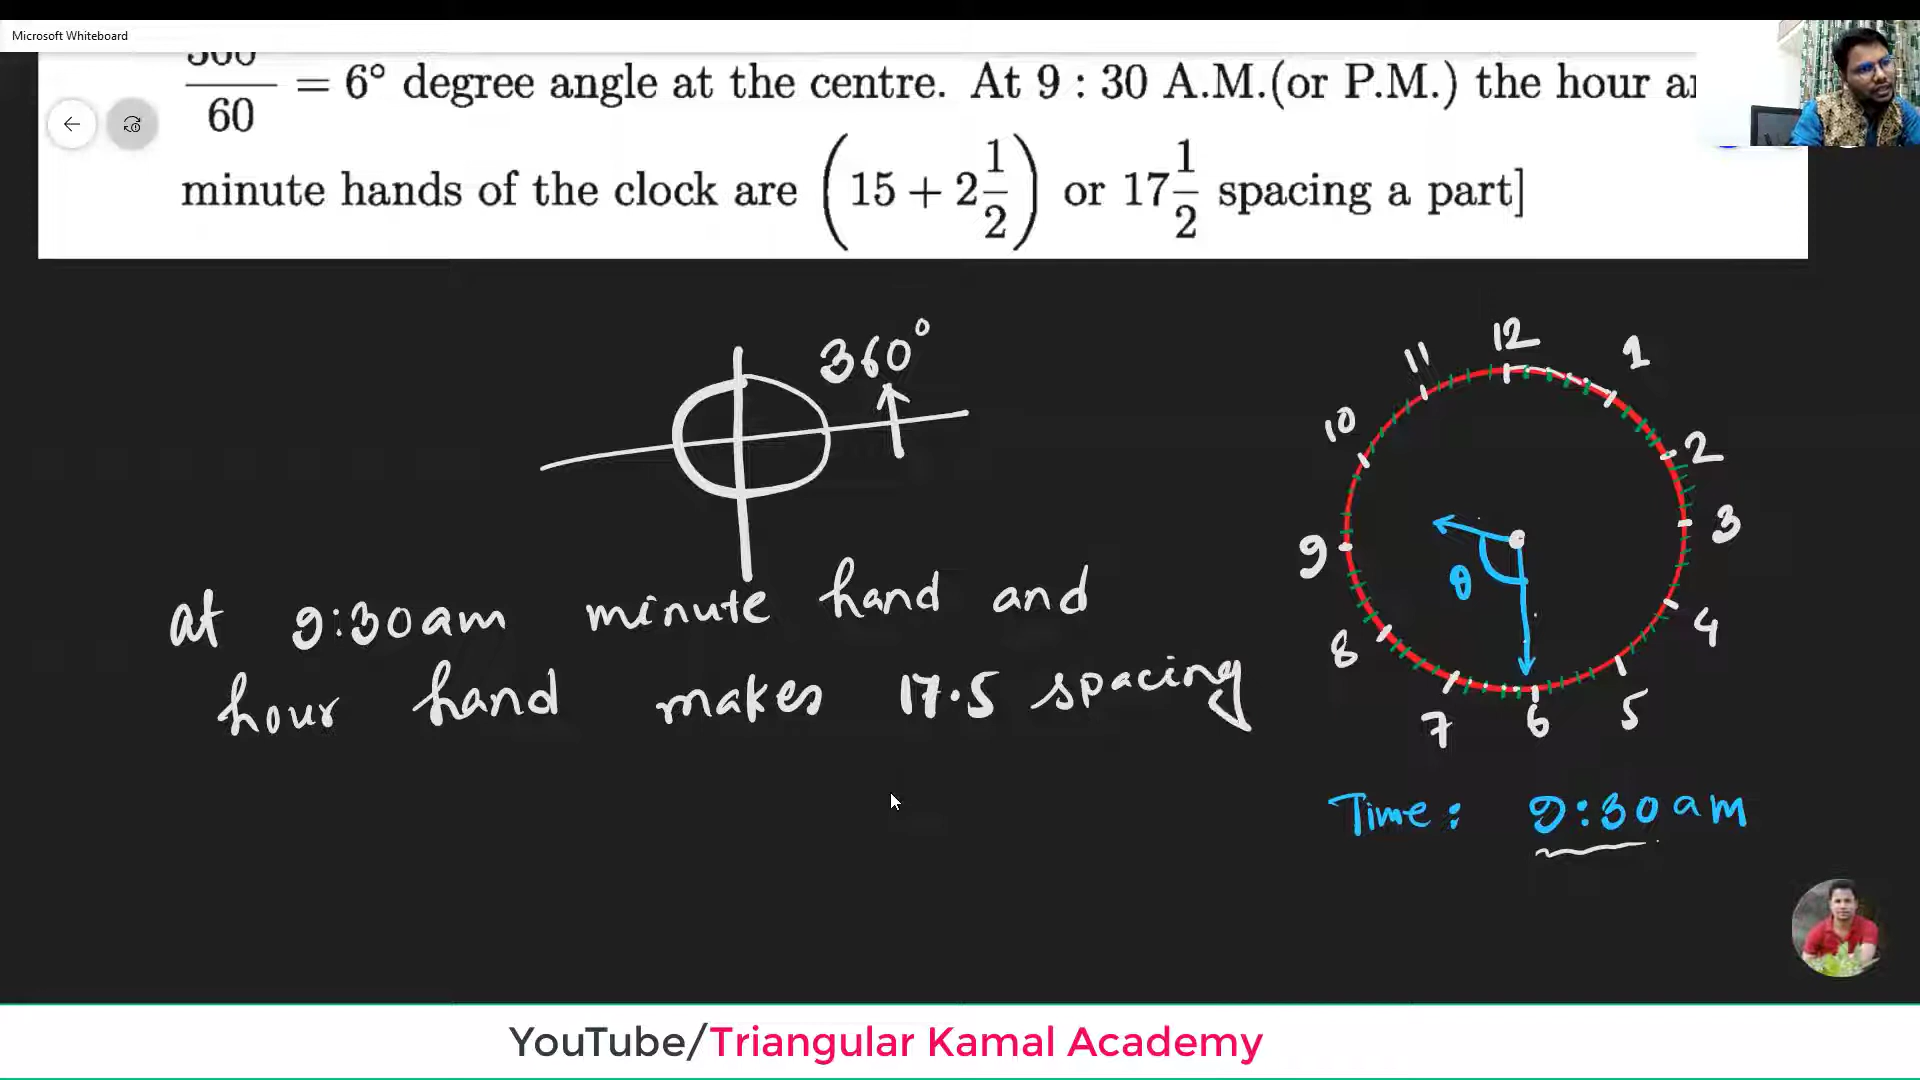 Microsoft Whiteboard
360
60
= 6° degree angle at the centre. At 9 : 30 A.M.(or P.M.) the hour an
minute hands of the clock are (15 + 2 1/2) or 17 1/2 spacing a part]
360°
at 9:30am minute hand and
hour hand makes 17.5 spacing
12
1
2
3
4
5
6
7
8
9
10
11
θ
Time: 9:30am
YouTube/Triangular Kamal Academy